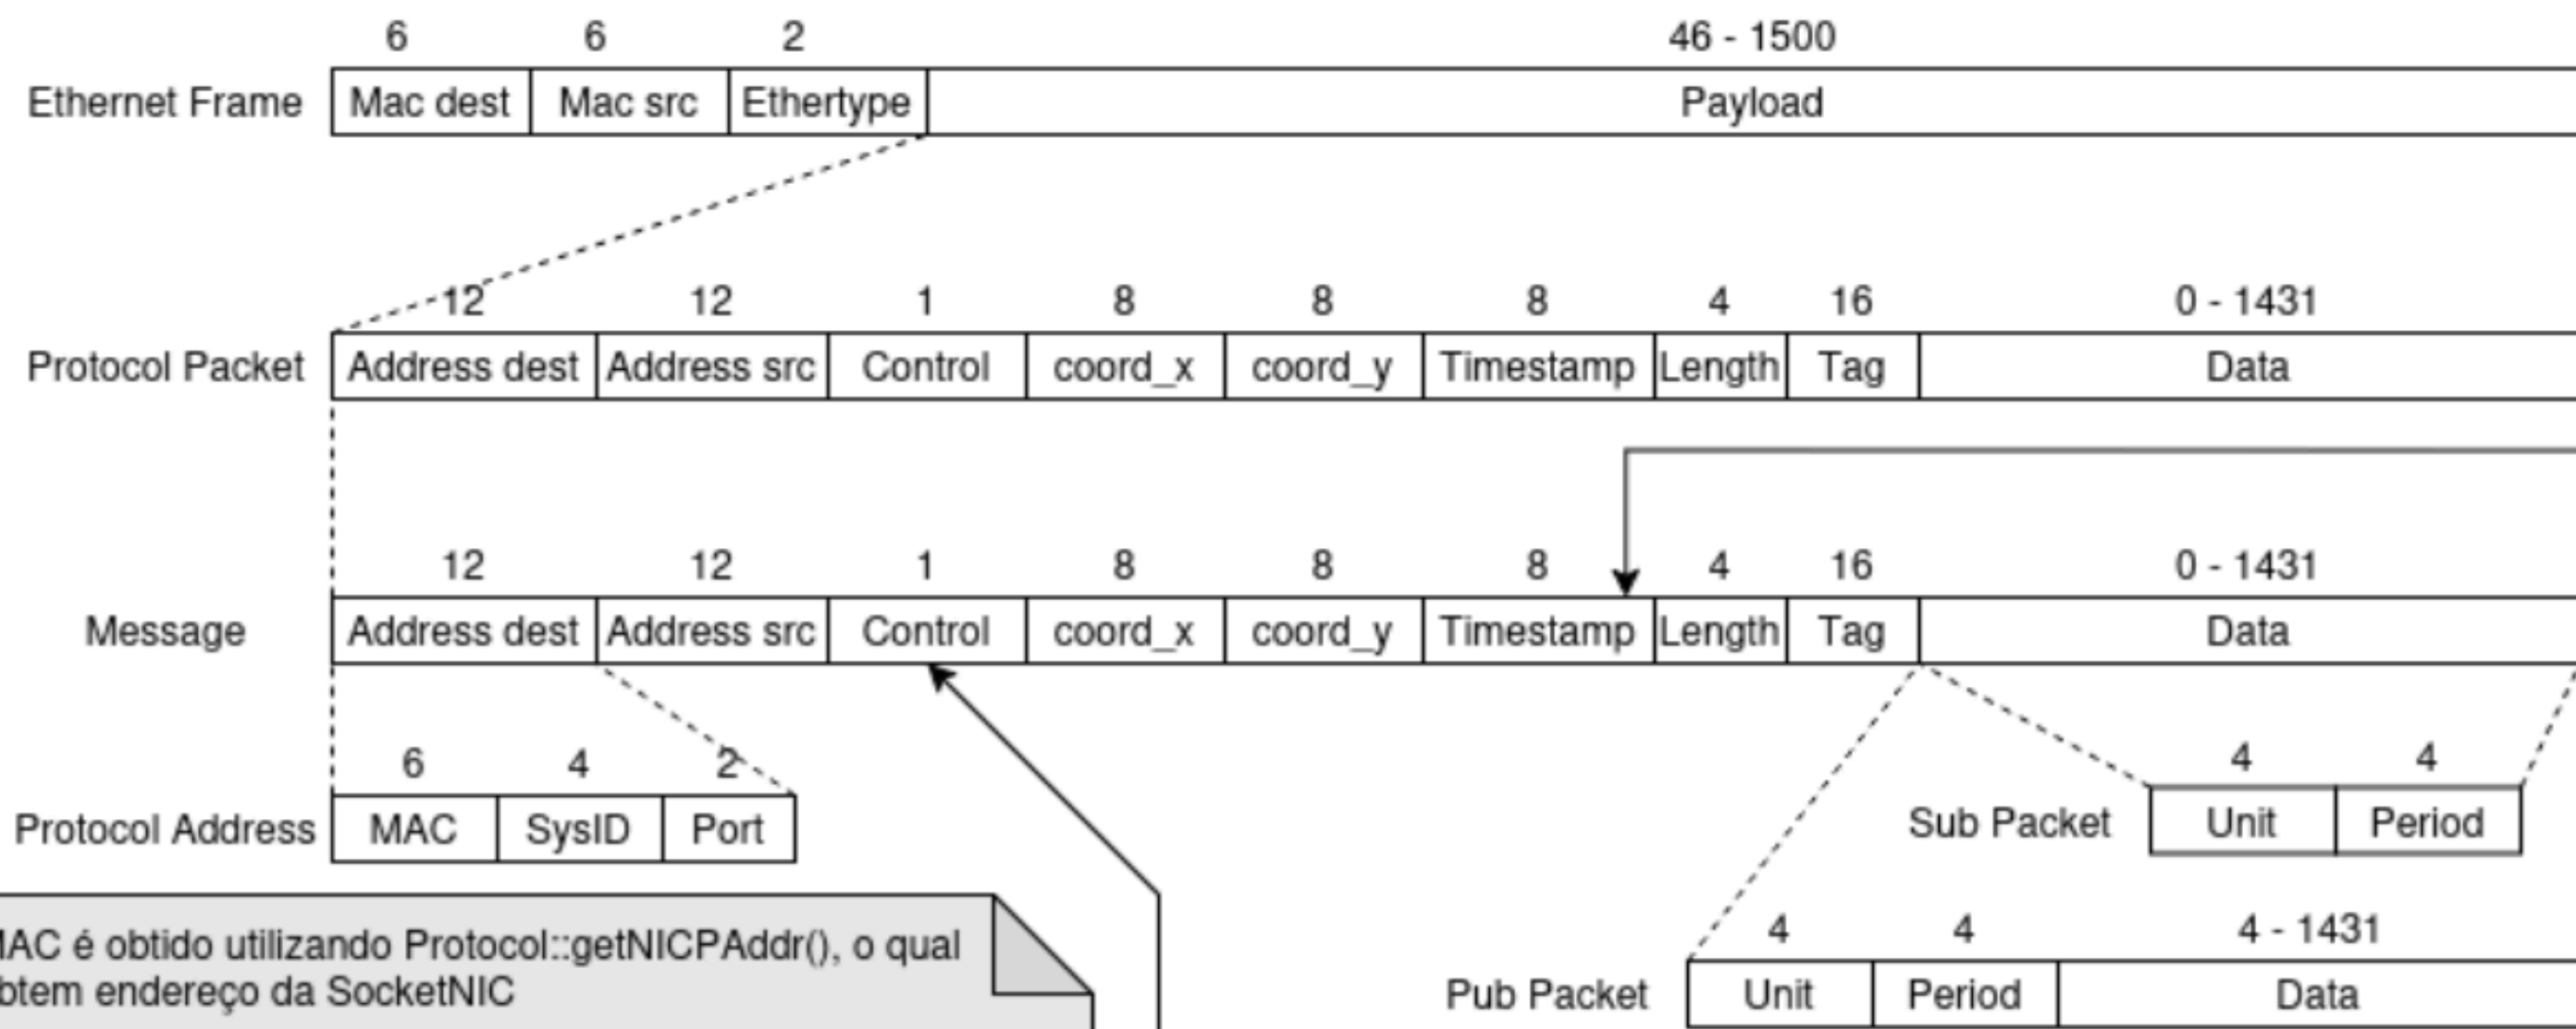 6 6 2 46 - 1500
Ethernet Frame Mac dest Mac src Ethertype Payload
12 12 1 8 8 8 4 16 0 - 1431
Protocol Packet Address dest Address src Control coord_x coord_y Timestamp Length Tag Data
12 12 1 8 8 8 4 16 0 - 1431
Message Address dest Address src Control coord_x coord_y Timestamp Length Tag Data
6 4 2 4 4
Protocol Address MAC SysID Port Sub Packet Unit Period
4 4 4 - 1431
Pub Packet Unit Period Data
MAC é obtido utilizando Protocol::getNICPAddr(), o qual
btem endereço da SocketNIC